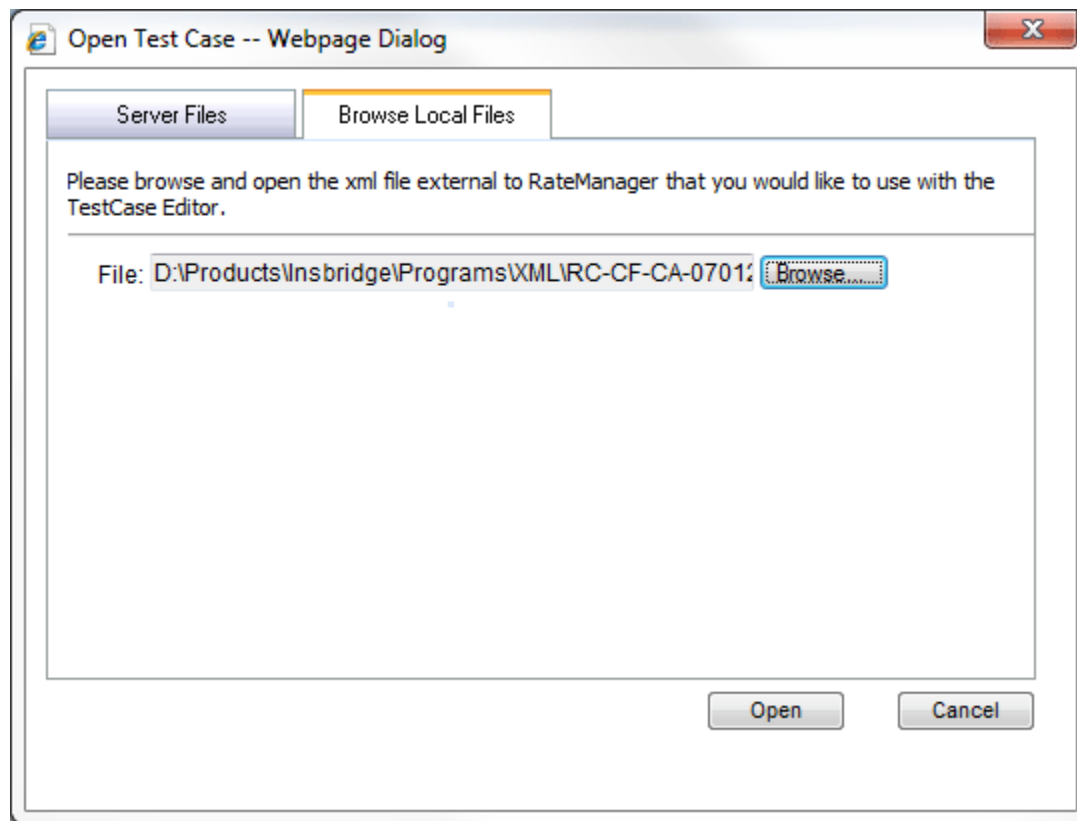 Open Test Case -- Webpage Dialog
Server Files
Browse Local Files
Please browse and open the xml file external to RateManager that you would like to use with the
TestCase Editor.
File: D:\Products\Insbridge\Programs\XML\RC-CF-CA-07012 Browse...
Open Cancel